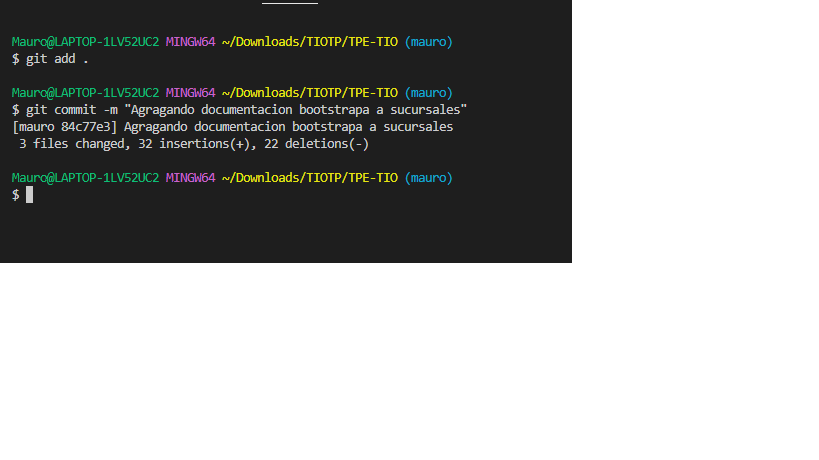 Mauro@LAPTOP-1LV52UC2 MINGW64 ~/Downloads/TIOTP/TPE-TIO (mauro)
$ git add .
Mauro@LAPTOP-1LV52UC2 MINGW64 ~/Downloads/TIOTP/TPE-TIO (mauro)
$ git commit -m "Agragando documentacion bootstrapa a sucursales"
[mauro 84c77e3] Agragando documentacion bootstrapa a sucursales
3 files changed, 32 insertions(+), 22 deletions(-)
Mauro@LAPTOP-1LV52UC2 MINGW64 ~/Downloads/TIOTP/TPE-TIO (mauro)
$